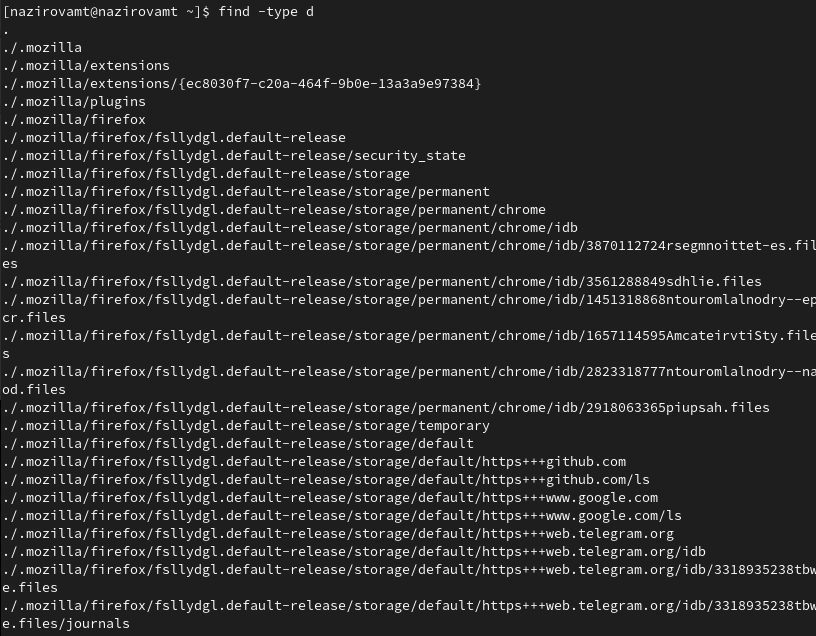 [nazirovamt@nazirovamt ~]$ find -type d
.
./.mozilla
./.mozilla/extensions
./.mozilla/extensions/{ec8030f7-c20a-464f-9b0e-13a3a9e97384}
./.mozilla/plugins
./.mozilla/firefox
./.mozilla/firefox/fsllydgl.default-release
./.mozilla/firefox/fsllydgl.default-release/security_state
./.mozilla/firefox/fsllydgl.default-release/storage
./.mozilla/firefox/fsllydgl.default-release/storage/permanent
./.mozilla/firefox/fsllydgl.default-release/storage/permanent/chrome
./.mozilla/firefox/fsllydgl.default-release/storage/permanent/chrome/idb
./.mozilla/firefox/fsllydgl.default-release/storage/permanent/chrome/idb/3870112724rsegmnoittet-es.fil
es
./.mozilla/firefox/fsllydgl.default-release/storage/permanent/chrome/idb/3561288849sdhlie.files
./.mozilla/firefox/fsllydgl.default-release/storage/permanent/chrome/idb/1451318868ntouromlalnodry--ep
cr.files
./.mozilla/firefox/fsllydgl.default-release/storage/permanent/chrome/idb/1657114595AmcateirvtiSty.file
s
./.mozilla/firefox/fsllydgl.default-release/storage/permanent/chrome/idb/2823318777ntouromlalnodry--na
od.files
./.mozilla/firefox/fsllydgl.default-release/storage/permanent/chrome/idb/2918063365piupsah.files
./.mozilla/firefox/fsllydgl.default-release/storage/temporary
./.mozilla/firefox/fsllydgl.default-release/storage/default
./.mozilla/firefox/fsllydgl.default-release/storage/default/https+++github.com
./.mozilla/firefox/fsllydgl.default-release/storage/default/https+++github.com/ls
./.mozilla/firefox/fsllydgl.default-release/storage/default/https+++www.google.com
./.mozilla/firefox/fsllydgl.default-release/storage/default/https+++www.google.com/ls
./.mozilla/firefox/fsllydgl.default-release/storage/default/https+++web.telegram.org
./.mozilla/firefox/fsllydgl.default-release/storage/default/https+++web.telegram.org/idb
./.mozilla/firefox/fsllydgl.default-release/storage/default/https+++web.telegram.org/idb/3318935238tbw
e.files
./.mozilla/firefox/fsllydgl.default-release/storage/default/https+++web.telegram.org/idb/3318935238tbw
e.files/journals